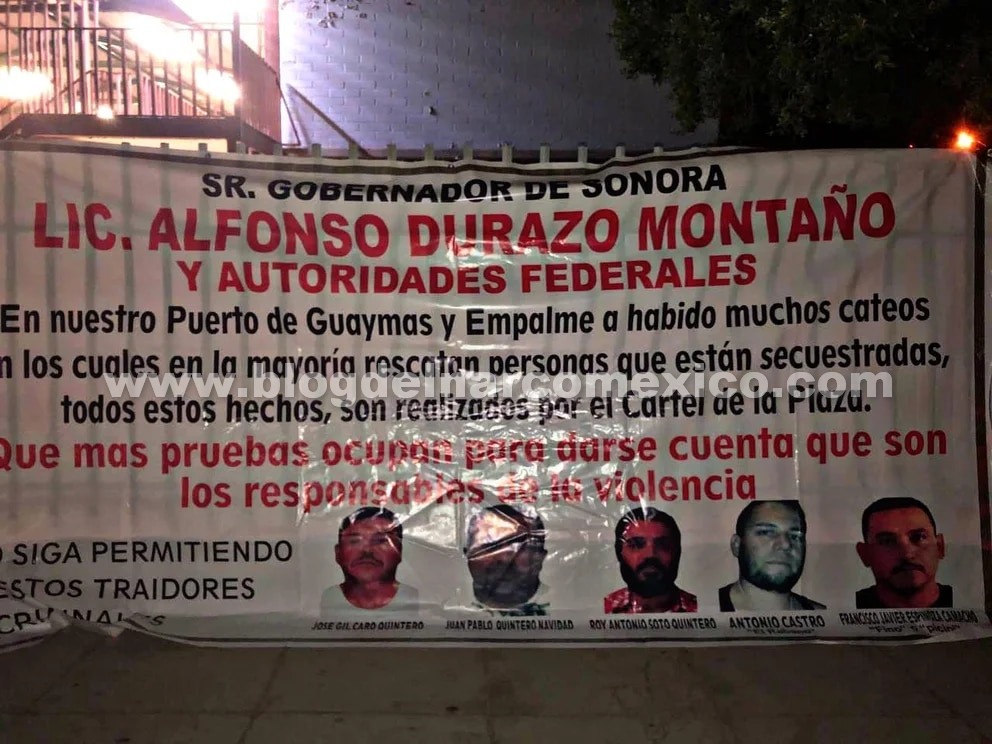 SR. GOBERNADOR DE SONORA
LIC. ALFONSO DURAZO MONTAÑO
Y AUTORIDADES FEDERALES
En nuestro Puerto de Guaymas y Empalme a habido muchos cateos
n los cuales en la mayoría rescatan personas que están secuestradas,
www.blogdelnarcomexico.com
todos estos hechos, son realizados por el Cartel de la Plaza.
Que mas pruebas ocupan para darse cuenta que son
los responsables de la violencia
O SIGA PERMITIENDO
ESTOS TRAIDORES
CRIMINALES
JOSE GIL CARO QUINTERO
JUAN PABLO QUINTERO NAVIDAD
ROY ANTONIO SOTO QUINTERO
ANTONIO CASTRO
FRANCISCO JAVIER ESPINOZA CAMACHO